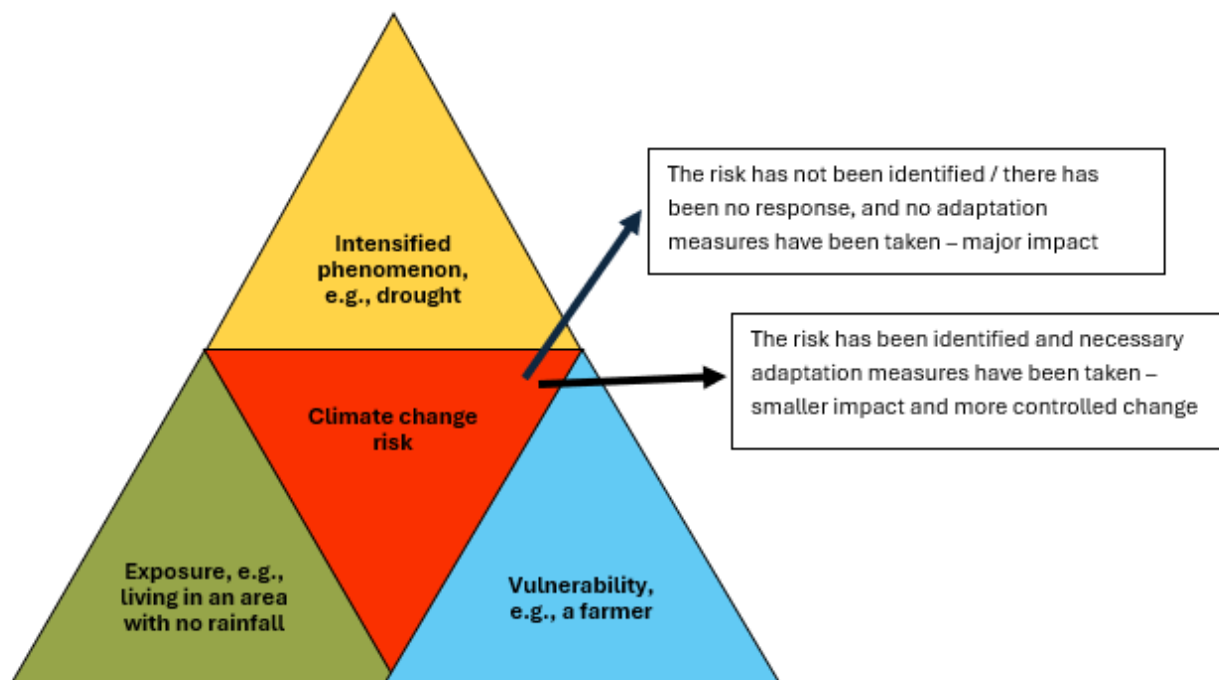 Intensified
phenomenon,
e.g., drought
The risk has not been identified / there has
been no response, and no adaptation
measures have been taken – major impact
The risk has been identified and necessary
adaptation measures have been taken –
smaller impact and more controlled change
Climate change
risk
Exposure, e.g.,
living in an area
with no rainfall
Vulnerability,
e.g., a farmer